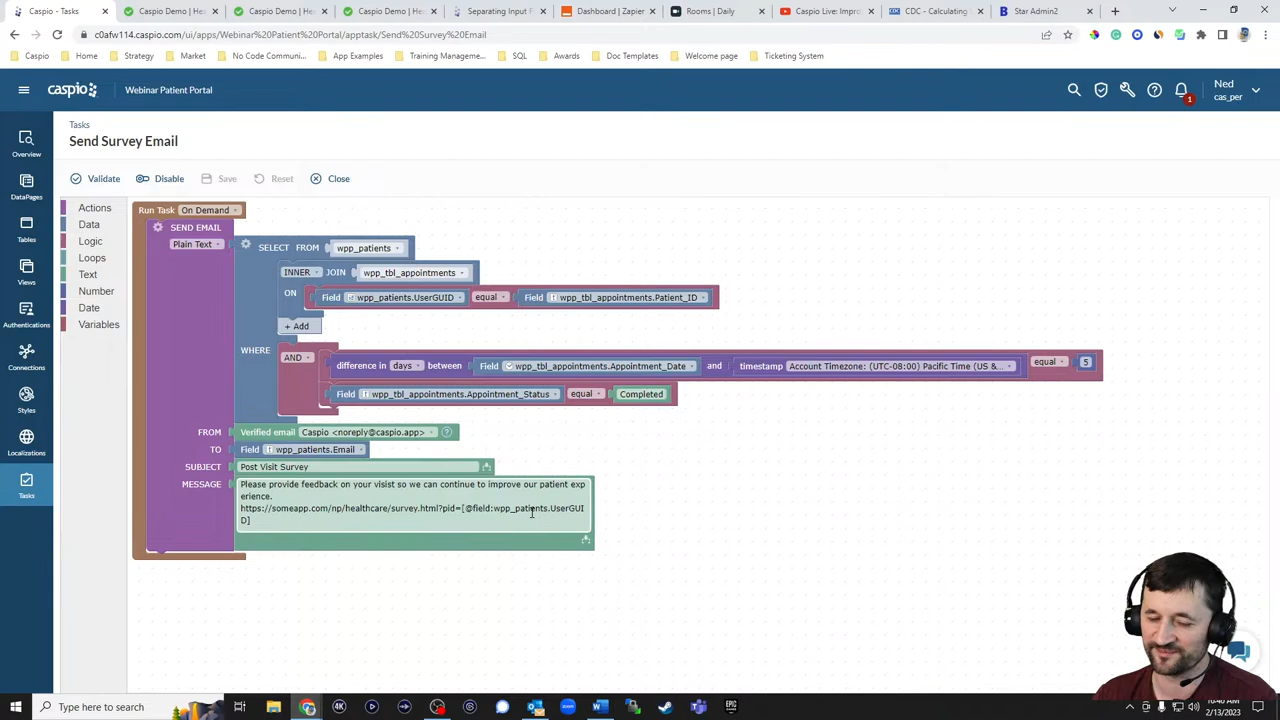 Caspio - Tasks
Caspio Demo | He
Caspio Demo | He
Caspio Demo | He
Separating Input F
Dashboard | Zapier
Rooms | Daily
Caspio Live: Impro
CDC - Calculating
Star Admin2
c0afw114.caspio.com/ui/apps/Webinar%20Patient%20Portal/apptask/Send%20Survey%20Email
Caspio
Home
Strategy
Market
No Code Communi...
App Examples
Training Manageme...
SQL
Awards
Doc Templates
Welcome page
Ticketing System
caspio
Webinar Patient Portal
1
Ned
cas_per
Tasks
Send Survey Email
Validate
Disable
Save
Reset
Close
Overview
DataPages
Tables
Views
Authentications
Connections
Styles
Localizations
Tasks
Actions
Data
Logic
Loops
Text
Number
Date
Variables
Run Task On Demand
SEND EMAIL
Plain Text
SELECT FROM wpp_patients
INNER JOIN wpp_tbl_appointments
ON Field wpp_patients.UserGUID equal Field wpp_tbl_appointments.Patient_ID
+ Add
WHERE AND
difference in days between Field wpp_tbl_appointments.Appointment_Date and timestamp Account Timezone: (UTC-08:00) Pacific Time (US &... equal 5
Field wpp_tbl_appointments.Appointment_Status equal Completed
FROM Verified email Caspio <noreply@caspio.app> ?
TO Field wpp_patients.Email
SUBJECT Post Visit Survey
MESSAGE Please provide feedback on your visist so we can continue to improve our patient exp
erience.
https://someapp.com/np/healthcare/survey.html?pid=[@field:wpp_patients.UserGUI
D]
Type here to search
4K
EPIC
10:40 AM
2/13/2023